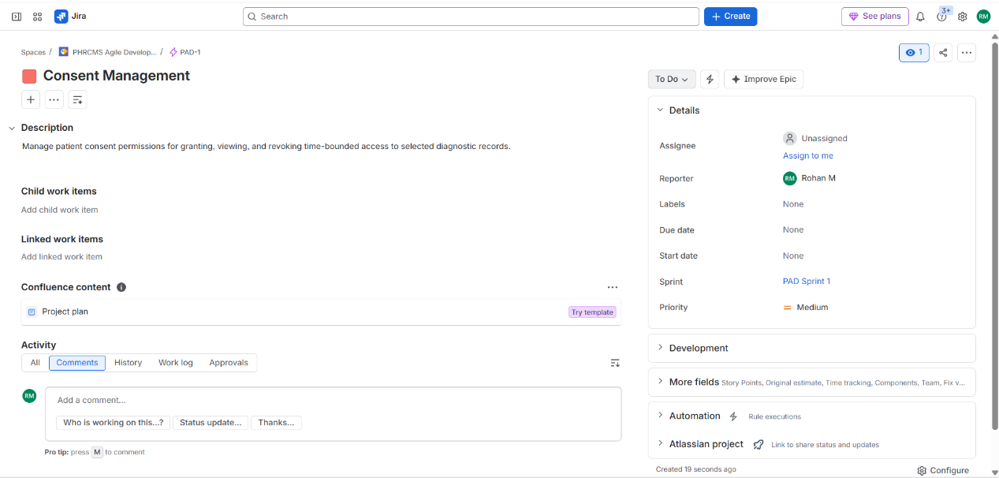 Jira
Search
+ Create
See plans
3+
RM
Spaces / PHRCMS Agile Develop... / PAD-1
1
Consent Management
To Do
Improve Epic
Description
Manage patient consent permissions for granting, viewing, and revoking time-bounded access to selected diagnostic records.
Child work items
Add child work item
Linked work items
Add linked work item
Confluence content
Project plan
Try template
Activity
All Comments History Work log Approvals
RM
Add a comment...
Who is working on this...? Status update... Thanks...
Pro tip: press M to comment
Details
Assignee
Unassigned
Assign to me
Reporter
RM Rohan M
Labels
None
Due date
None
Start date
None
Sprint
PAD Sprint 1
Priority
Medium
Development
More fields Story Points, Original estimate, Time tracking, Components, Team, Fix v...
Automation Rule executions
Atlassian project Link to share status and updates
Created 19 seconds ago
Configure